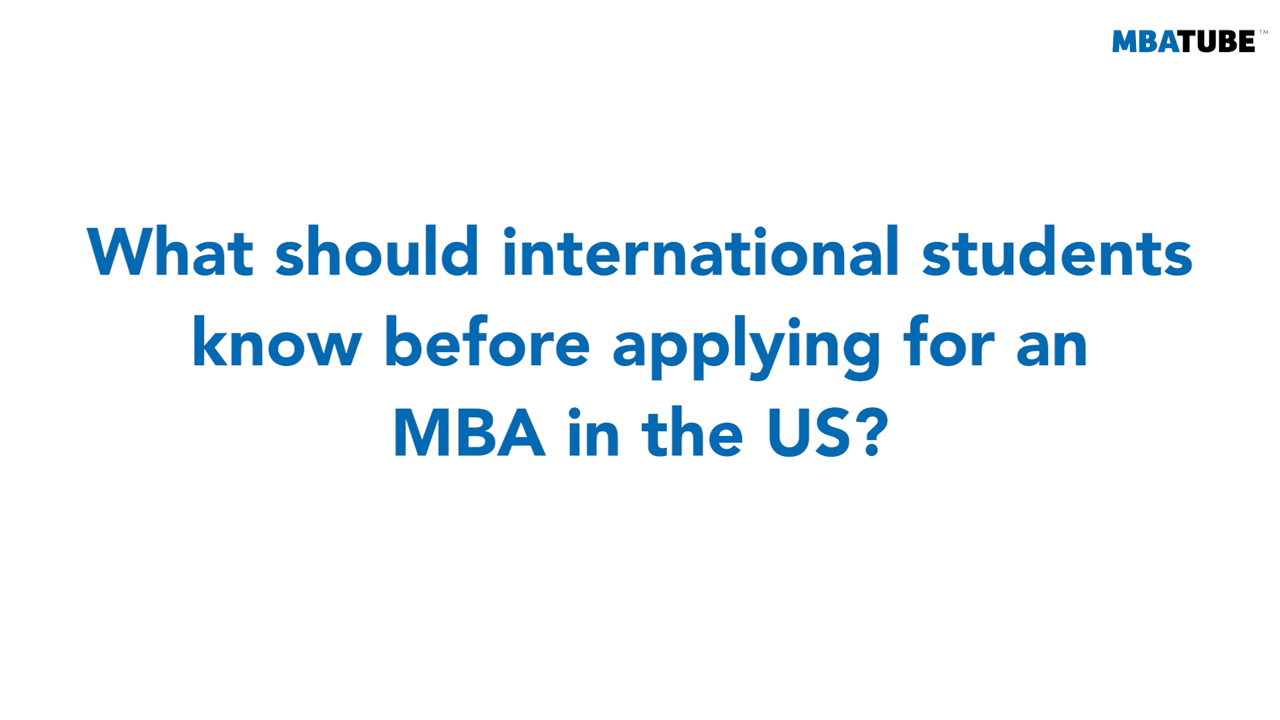 MBATUBE™
What should international students
know before applying for an
MBA in the US?